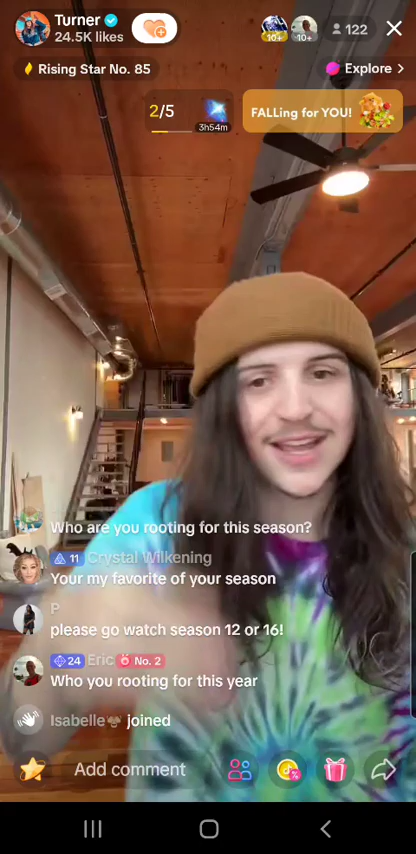 Turner
24.5K likes
10+
10+
122
Rising Star No. 85
Explore >
2/5
3h54m
FALLing for YOU!
Who are you rooting for this season?
11 Crystal Wilkening
Your my favorite of your season
P
please go watch season 12 or 16!
24 Eric No. 2
Who you rooting for this year
Isabelle joined
Add comment